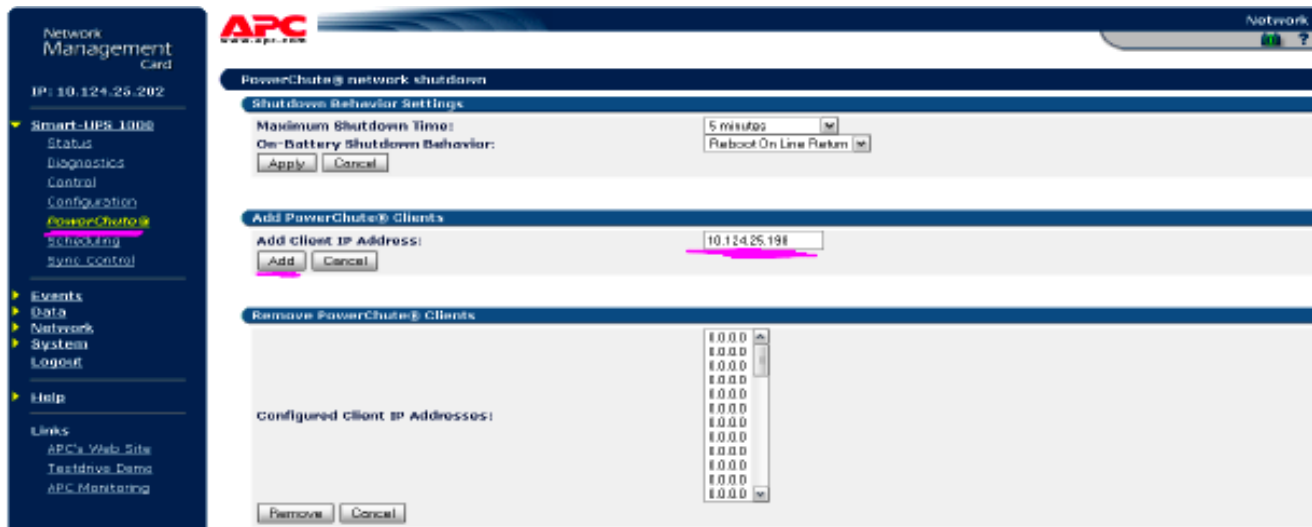 Network
Management
Card
IP: 10.124.25.202
Smart-UPS 1000
Status
Diagnostics
Control
Configuration
PowerChute®
Scheduling
Sync Control
Events
Data
Network
System
Logout
Help
Links
APC's Web Site
Testdrive Demo
APC Monitoring
APC
www.apc.com
Network
?
PowerChute® network shutdown
Shutdown Behavior Settings
Maximum Shutdown Time: 5 minutes
On-Battery Shutdown Behavior: Reboot On Line Return
Apply Cancel
Add PowerChute® Clients
Add Client IP Address: 10.124.25.198
Add Cancel
Remove PowerChute® Clients
Configured Client IP Addresses:
0.0.0.0
0.0.0.0
0.0.0.0
0.0.0.0
0.0.0.0
0.0.0.0
0.0.0.0
0.0.0.0
0.0.0.0
0.0.0.0
0.0.0.0
0.0.0.0
Remove Cancel